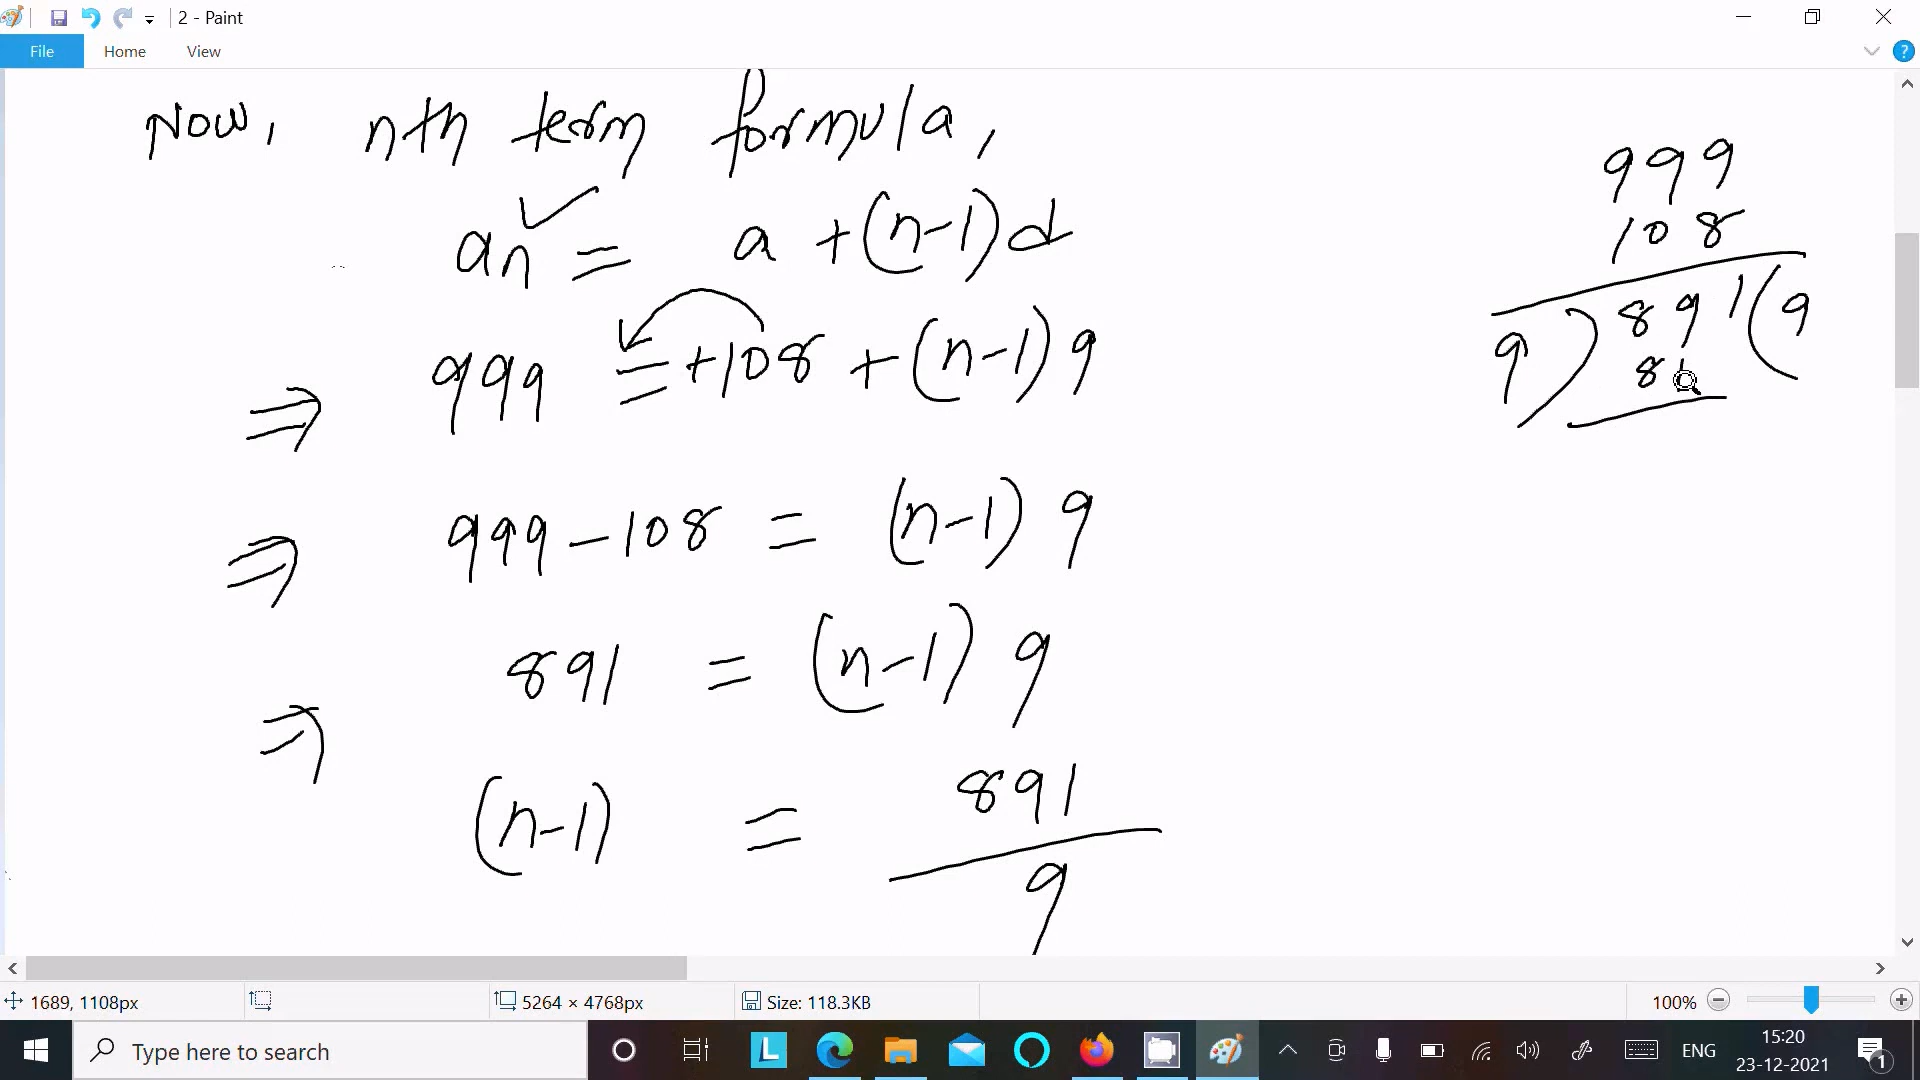 2 - Paint
File Home View
Now, nth term formula,
an = a + (n-1)d
⇒ 999 = +108 + (n-1) 9
⇒ 999 - 108 = (n-1) 9
⇒ 891 = (n-1) 9
(n-1) = 891
9
999
108
9 ) 891 ( 9
81
1689, 1108px
5264 × 4768px
Size: 118.3KB
100%
Type here to search
L
ENG
15:20
23-12-2021
1